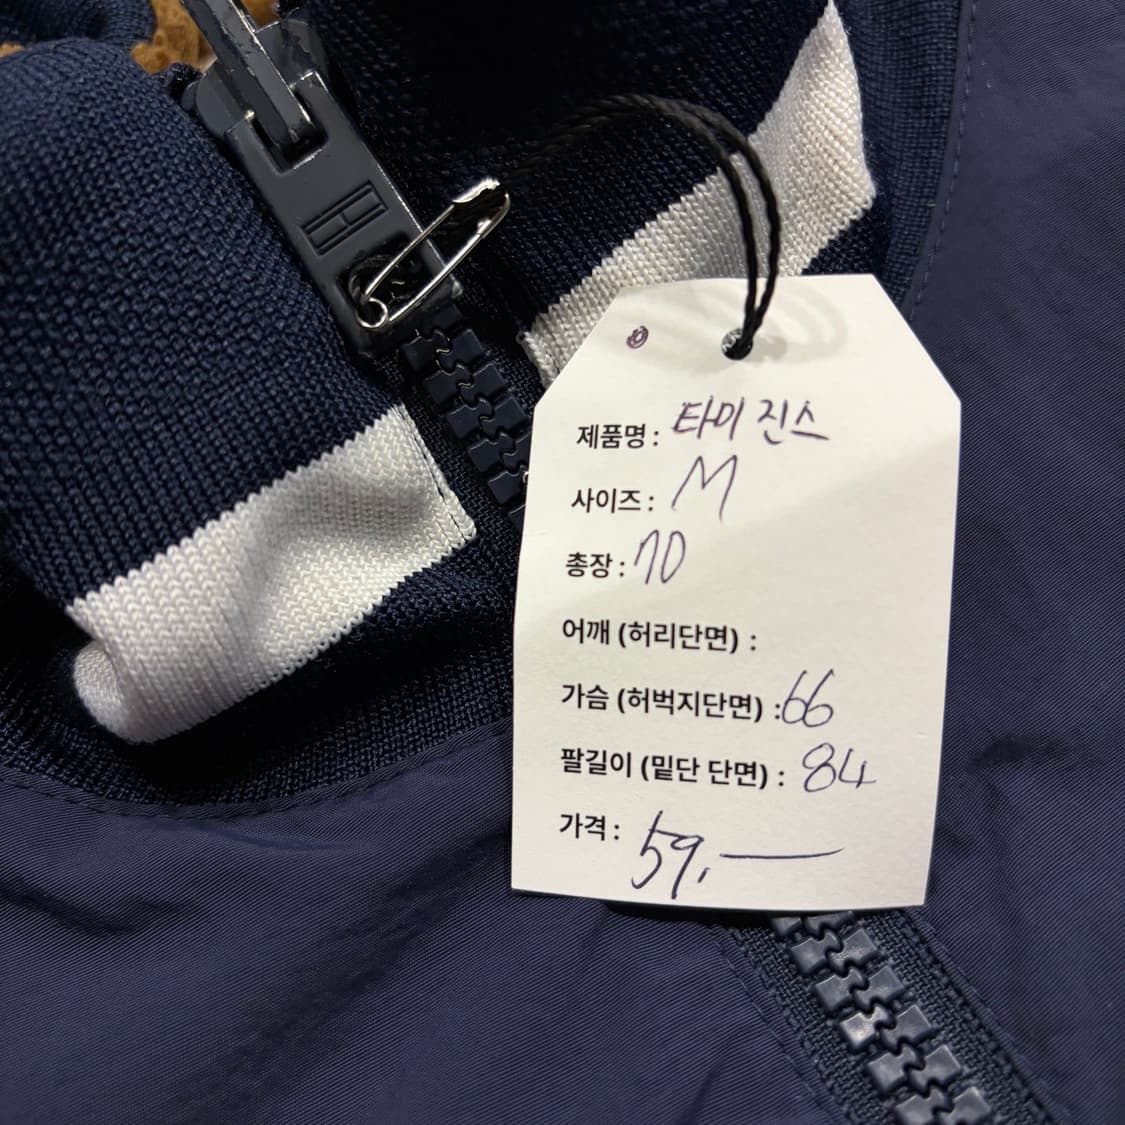 제품명 : 타미 진스
사이즈 : M
총장 : 70
어깨 (허리단면) :
가슴 (허벅지단면) : 66
팔길이 (밑단 단면) : 84
가격 : 59,—